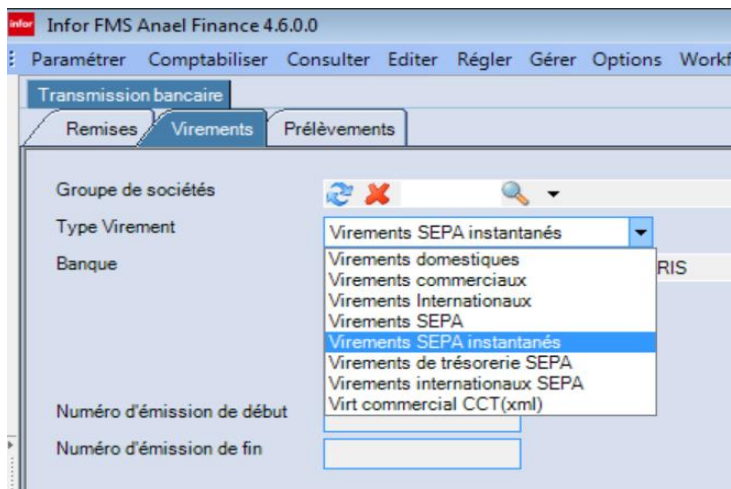 infor Infor FMS Anael Finance 4.6.0.0
Paramétrer Comptabiliser Consulter Editer Régler Gérer Options
Transmission bancaire
Remises Virements Prélèvements
Groupe de sociétés
Type Virement Virements SEPA instantanés
Banque Virements domestiques RIS
Virements commerciaux
Virements Internationaux
Virements SEPA
Virements SEPA instantanés
Virements de trésorerie SEPA
Virements internationaux SEPA
Virt commercial CCT(xml)
Numéro d'émission de début
Numéro d'émission de fin